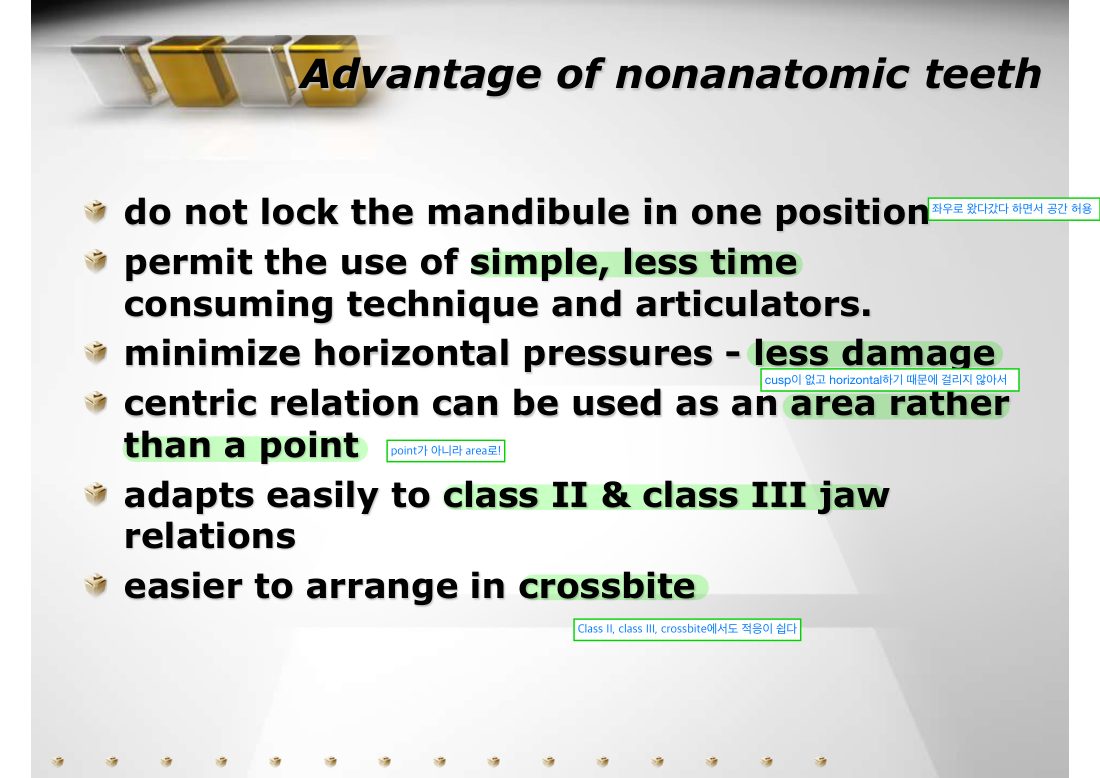 Advantage of nonanatomic teeth
do not lock the mandibule in one position
좌우로 왔다갔다 하면서 공간 허용
permit the use of simple, less time
consuming technique and articulators.
minimize horizontal pressures - less damage
cusp이 없고 horizontal하기 때문에 걸리지 않아서
centric relation can be used as an area rather
than a point
point가 아니라 area로!
adapts easily to class II & class III jaw
relations
easier to arrange in crossbite
Class II, class III, crossbite에서도 적응이 쉽다